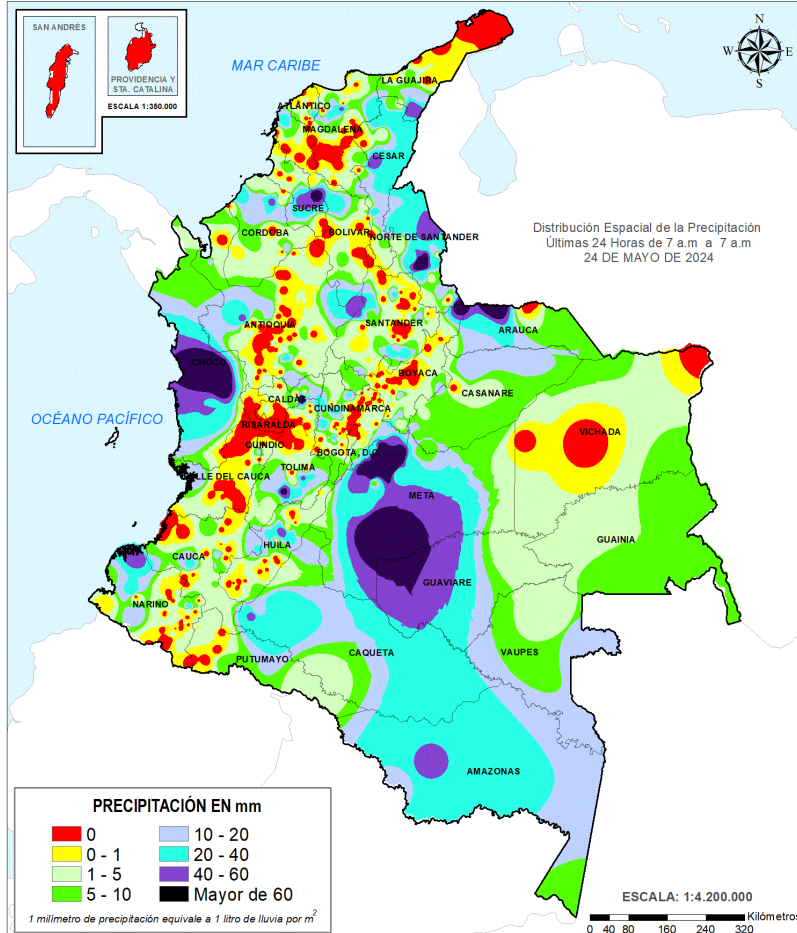 SAN ANDRÉS
PROVIDENCIA Y
STA. CATALINA
ESCALA 1:350.000
MAR CARIBE
N
W
E
S
LA GUAJIRA
ATLÁNTICO
MAGDALENA
CESAR
SUCRE
CORDOBA
BOLIVAR
NORTE DE SANTANDER
Distribución Espacial de la Precipitación
Últimas 24 Horas de 7 a.m a 7 a.m
24 DE MAYO DE 2024
ANTIOQUIA
SANTANDER
ARAUCA
CHOCO
BOYACA
CASANARE
CALDAS
CUNDINAMARCA
OCÉANO PACÍFICO
RISARALDA
VICHADA
QUINDIO
BOGOTA, D.C.
TOLIMA
VALLE DEL CAUCA
META
GUAINIA
HUILA
CAUCA
GUAVIARE
NARIÑO
PUTUMAYO
CAQUETA
VAUPES
AMAZONAS
PRECIPITACIÓN EN mm
0
0 - 1
1 - 5
5 - 10
10 - 20
20 - 40
40 - 60
Mayor de 60
1 milímetro de precipitación equivale a 1 litro de lluvia por m²
ESCALA: 1:4.200.000
0 40 80 160 240 320 Kilómetros